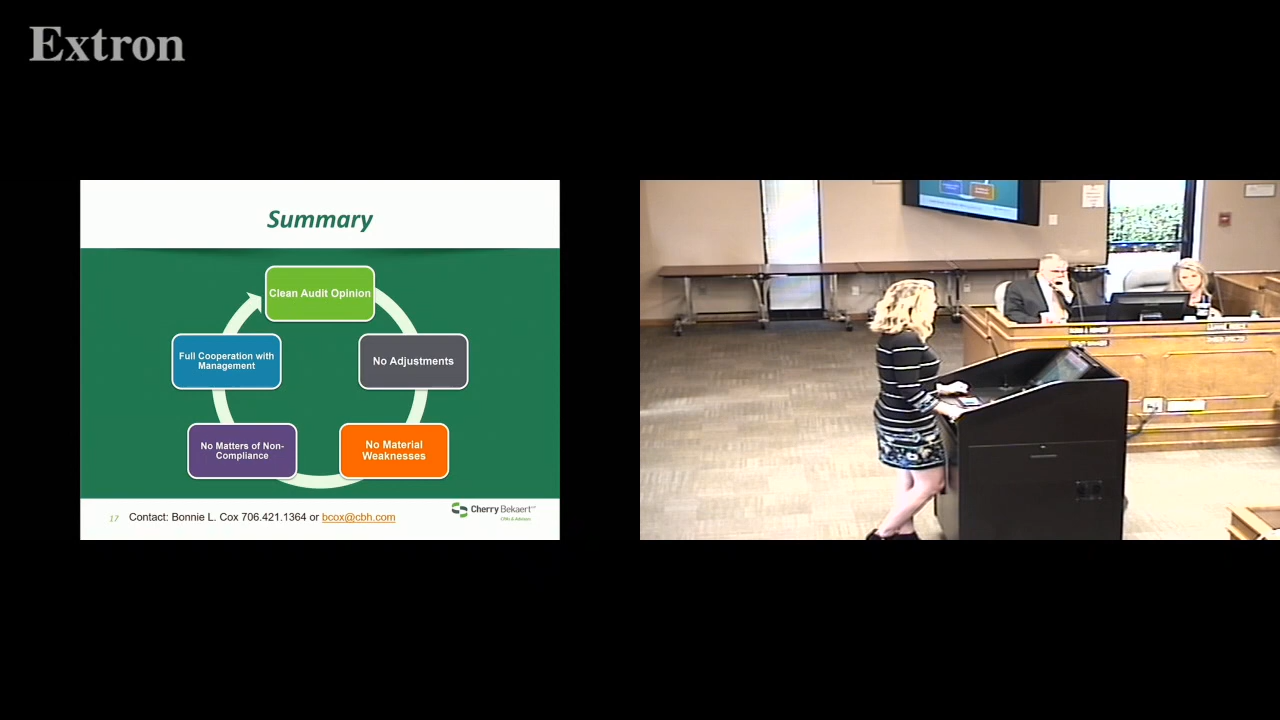 Extron
Summary
Clean Audit Opinion
Full Cooperation with
Management
No Adjustments
No Matters of Non-
Compliance
No Material
Weaknesses
17 Contact: Bonnie L. Cox 706.421.1364 or bcox@cbh.com
Cherry Bekaert LLP
CPAs & Advisors